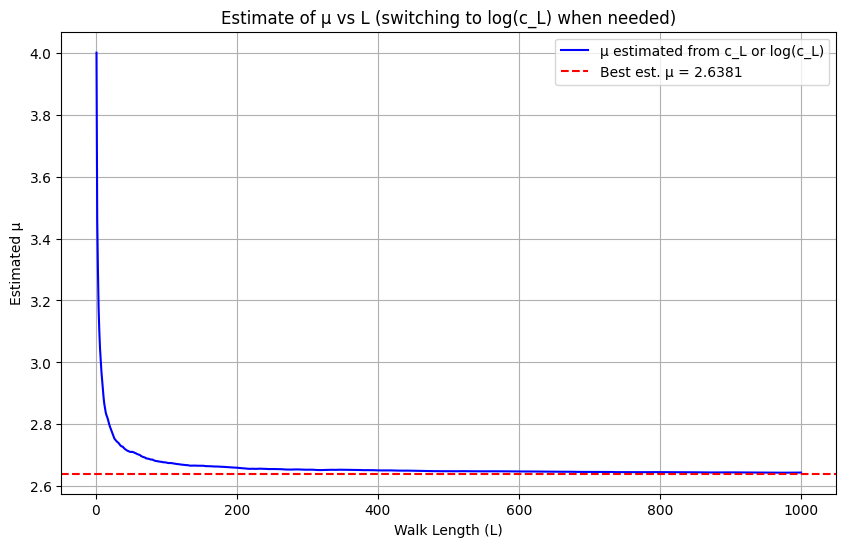 Estimate of μ vs L (switching to log(c_L) when needed)
μ estimated from c_L or log(c_L)
Best est. μ = 2.6381
Estimated μ
4.0
3.8
3.6
3.4
3.2
3.0
2.8
2.6
0 200 400 600 800 1000
Walk Length (L)